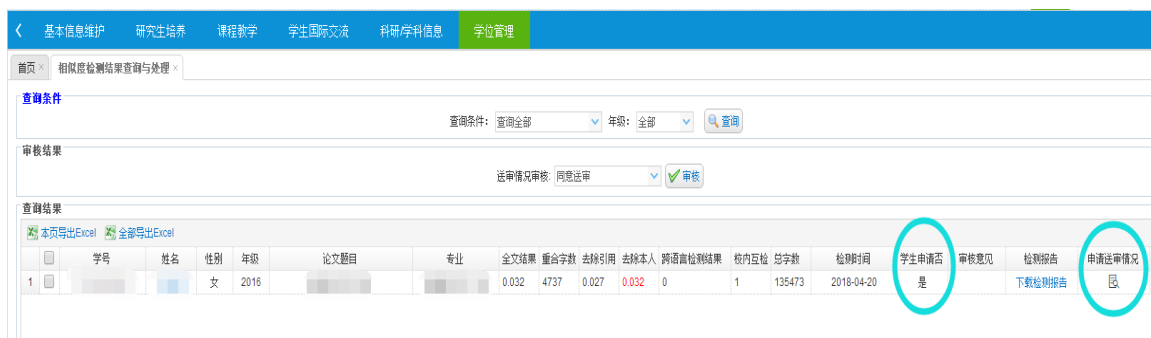 基本信息维护 研究生培养 课程教学 学生国际交流 科研/学科信息 学位管理
首页 × 相似度检测结果查询与处理 ×
查询条件
查询条件: 查询全部 年级: 全部 查询
审核结果
送审情况审核: 同意送审 审核
查询结果
本页导出Excel 全部导出Excel
学号 姓名 性别 年级 论文题目 专业 全文结果 重合字数 去除引用 去除本人 跨语言检测结果 校内互检 总字数 检测时间 学生申请否 审核意见 检测报告 申请送审情况
1 女 2016 0.032 4737 0.027 0.032 0 1 135473 2018-04-20 是 下载检测报告